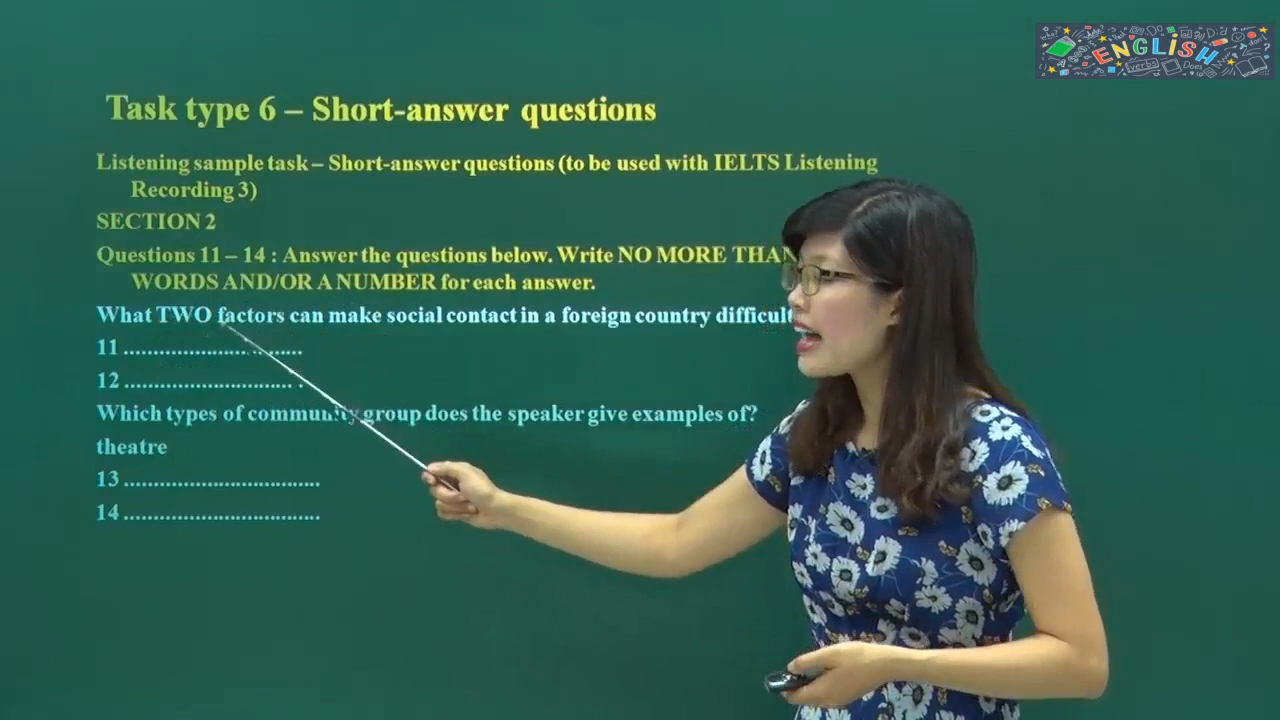 ENGLISH
verbs
Does
Task type 6 – Short-answer questions
Listening sample task – Short-answer questions (to be used with IELTS Listening
Recording 3)
SECTION 2
Questions 11 – 14 : Answer the questions below. Write NO MORE THAN
WORDS AND/OR A NUMBER for each answer.
What TWO factors can make social contact in a foreign country difficult
11 ..................................
12 ..................................
Which types of community group does the speaker give examples of?
theatre
13 ..................................
14 ..................................